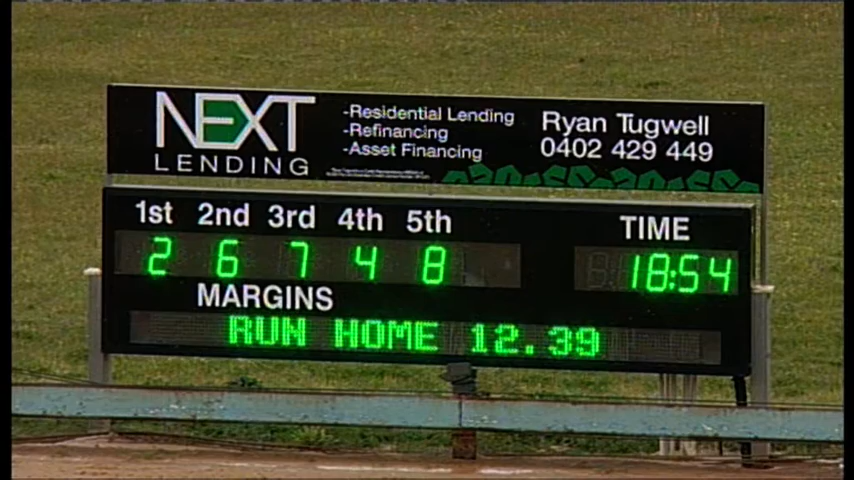 NEXT
LENDING
-Residential Lending
-Refinancing
-Asset Financing
Ryan Tugwell
0402 429 449
1st 2nd 3rd 4th 5th TIME
2 6 7 4 8 18:54
MARGINS
RUN HOME 12.39